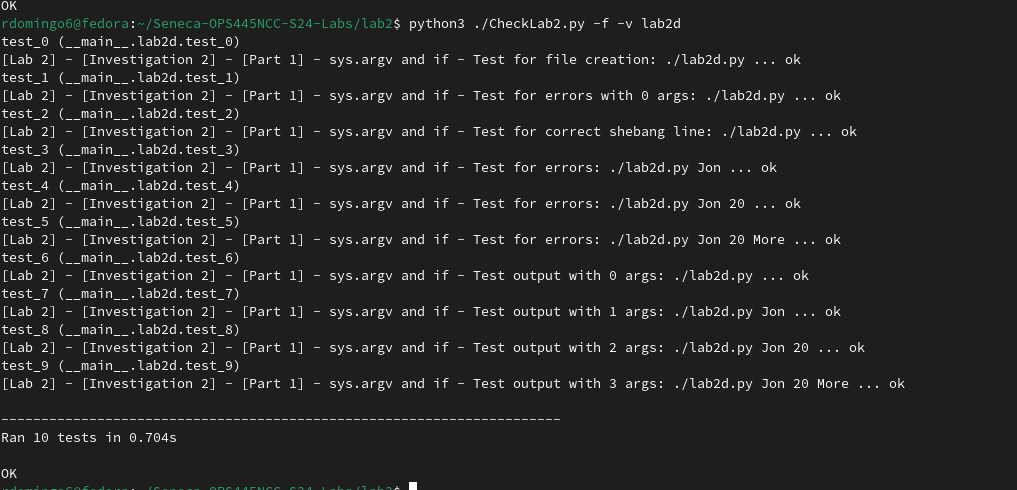 OK
rdomingo6@fedora:~/Seneca-OPS445NCC-S24-Labs/lab2$ python3 ./CheckLab2.py -f -v lab2d
test_0 (__main__.lab2d.test_0)
[Lab 2] - [Investigation 2] - [Part 1] - sys.argv and if - Test for file creation: ./lab2d.py ... ok
test_1 (__main__.lab2d.test_1)
[Lab 2] - [Investigation 2] - [Part 1] - sys.argv and if - Test for errors with 0 args: ./lab2d.py ... ok
test_2 (__main__.lab2d.test_2)
[Lab 2] - [Investigation 2] - [Part 1] - sys.argv and if - Test for correct shebang line: ./lab2d.py ... ok
test_3 (__main__.lab2d.test_3)
[Lab 2] - [Investigation 2] - [Part 1] - sys.argv and if - Test for errors: ./lab2d.py Jon ... ok
test_4 (__main__.lab2d.test_4)
[Lab 2] - [Investigation 2] - [Part 1] - sys.argv and if - Test for errors: ./lab2d.py Jon 20 ... ok
test_5 (__main__.lab2d.test_5)
[Lab 2] - [Investigation 2] - [Part 1] - sys.argv and if - Test for errors: ./lab2d.py Jon 20 More ... ok
test_6 (__main__.lab2d.test_6)
[Lab 2] - [Investigation 2] - [Part 1] - sys.argv and if - Test output with 0 args: ./lab2d.py ... ok
test_7 (__main__.lab2d.test_7)
[Lab 2] - [Investigation 2] - [Part 1] - sys.argv and if - Test output with 1 args: ./lab2d.py Jon ... ok
test_8 (__main__.lab2d.test_8)
[Lab 2] - [Investigation 2] - [Part 1] - sys.argv and if - Test output with 2 args: ./lab2d.py Jon 20 ... ok
test_9 (__main__.lab2d.test_9)
[Lab 2] - [Investigation 2] - [Part 1] - sys.argv and if - Test output with 3 args: ./lab2d.py Jon 20 More ... ok
----------------------------------------------------------------------
Ran 10 tests in 0.704s
OK
rdomingo6@fedora:~/Seneca-OPS445NCC-S24-Labs/lab2$